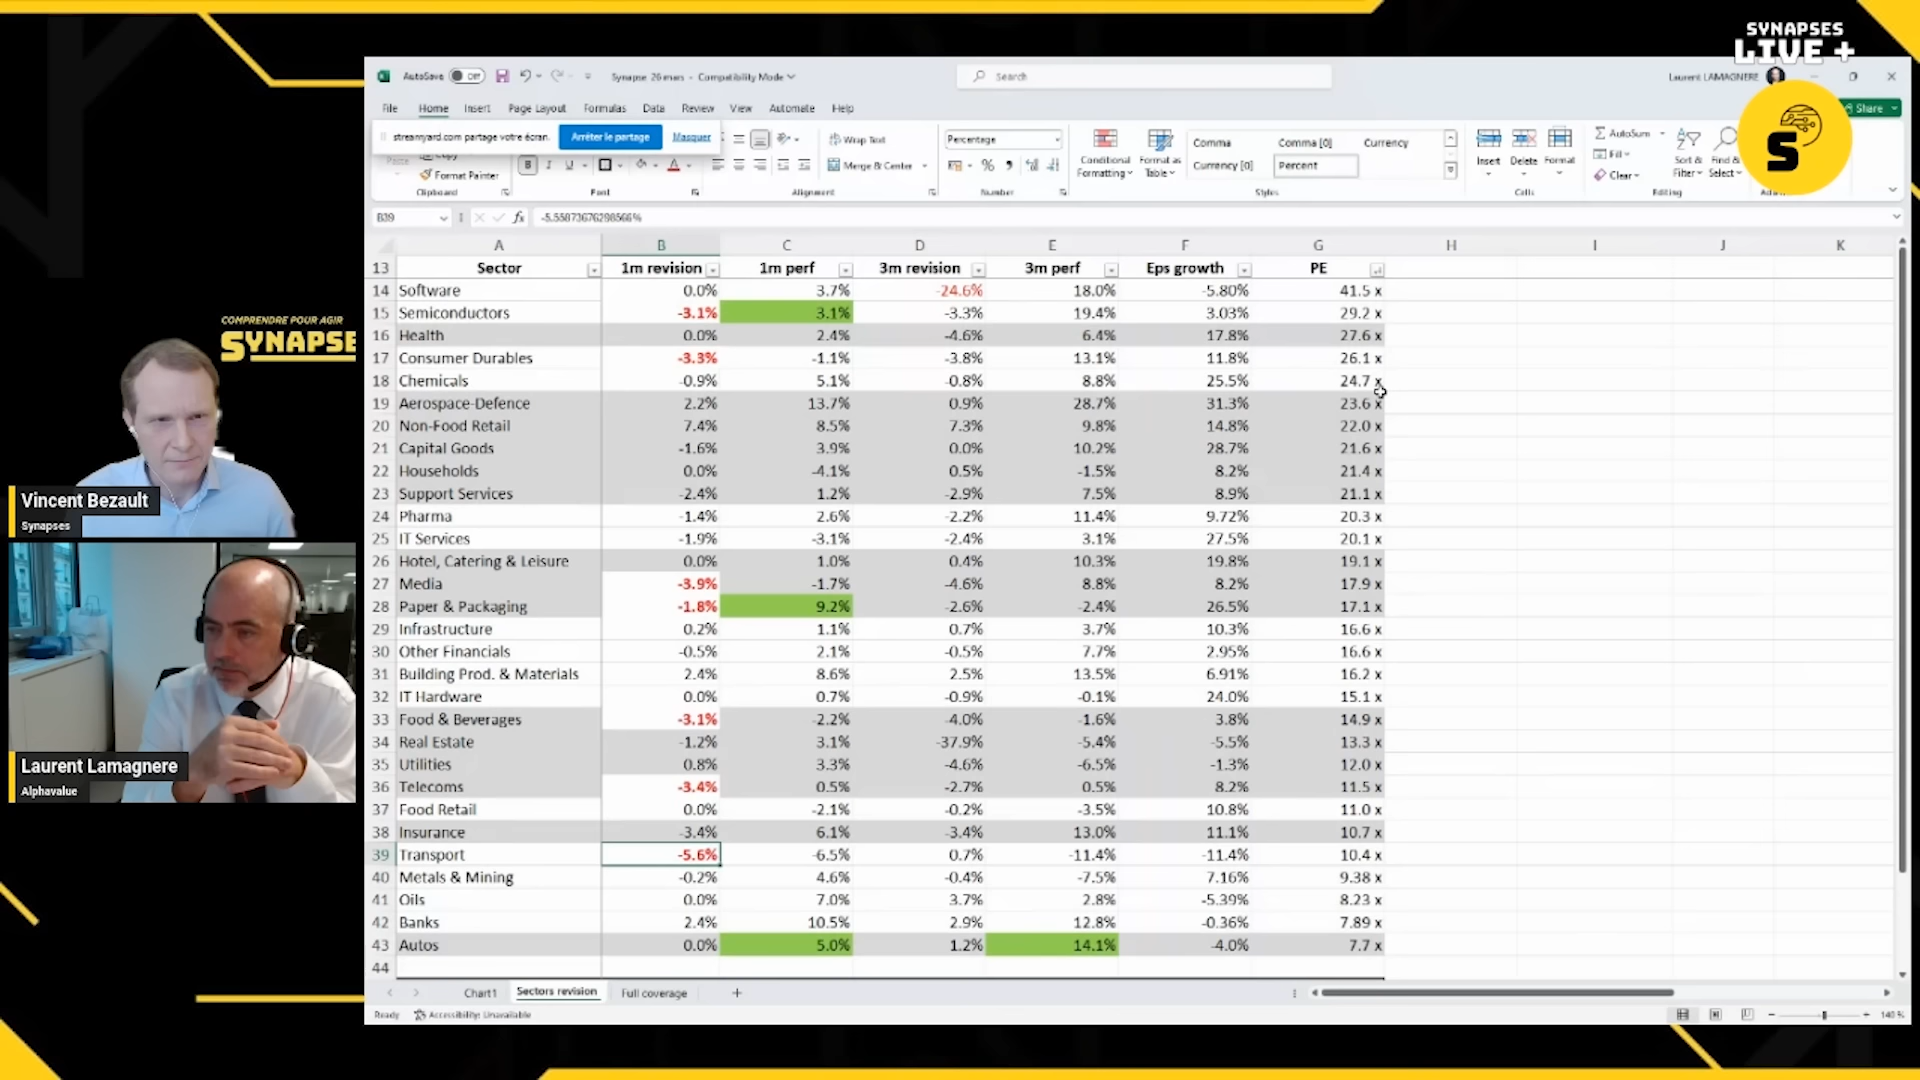 SYNAPSES
LIVE +
AutoSave Off Synapse 26 mars - Compatibility Mode Search Laurent LAMAGNERE
File Home Insert Page Layout Formulas Data Review View Automate Help Share
streamyard.com partage votre écran. Arrêter le partage Masquer
Wrap Text Percentage Comma Comma [0] Currency AutoSum
Paste Copy Merge & Center Conditional Formatting Format as Table Currency [0] Percent Insert Delete Format Fill Sort & Filter Find & Select
Format Painter Clear
Clipboard Font Alignment Number Styles Cells Editing
B39 fx -5.55873676298566%
A B C D E F G H I J K
13 Sector 1m revision 1m perf 3m revision 3m perf Eps growth PE
14 Software 0.0% 3.7% -24.6% 18.0% -5.80% 41.5 x
15 Semiconductors -3.1% 3.1% -3.3% 19.4% 3.03% 29.2 x
16 Health 0.0% 2.4% -4.6% 6.4% 17.8% 27.6 x
17 Consumer Durables -3.3% -1.1% -3.8% 13.1% 11.8% 26.1 x
18 Chemicals -0.9% 5.1% -0.8% 8.8% 25.5% 24.7 x
19 Aerospace-Defence 2.2% 13.7% 0.9% 28.7% 31.3% 23.6 x
20 Non-Food Retail 7.4% 8.5% 7.3% 9.8% 14.8% 22.0 x
21 Capital Goods -1.6% 3.9% 0.0% 10.2% 28.7% 21.6 x
22 Households 0.0% -4.1% 0.5% -1.5% 8.2% 21.4 x
23 Support Services -2.4% 1.2% -2.9% 7.5% 8.9% 21.1 x
24 Pharma -1.4% 2.6% -2.2% 11.4% 9.72% 20.3 x
25 IT Services -1.9% -3.1% -2.4% 3.1% 27.5% 20.1 x
26 Hotel, Catering & Leisure 0.0% 1.0% 0.4% 10.3% 19.8% 19.1 x
27 Media -3.9% -1.7% -4.6% 8.8% 8.2% 17.9 x
28 Paper & Packaging -1.8% 9.2% -2.6% -2.4% 26.5% 17.1 x
29 Infrastructure 0.2% 1.1% 0.7% 3.7% 10.3% 16.6 x
30 Other Financials -0.5% 2.1% -0.5% 7.7% 2.95% 16.6 x
31 Building Prod. & Materials 2.4% 8.6% 2.5% 13.5% 6.91% 16.2 x
32 IT Hardware 0.0% 0.7% -0.9% -0.1% 24.0% 15.1 x
33 Food & Beverages -3.1% -2.2% -4.0% -1.6% 3.8% 14.9 x
34 Real Estate -1.2% 3.1% -37.9% -5.4% -5.5% 13.3 x
35 Utilities 0.8% 3.3% -4.6% -6.5% -1.3% 12.0 x
36 Telecoms -3.4% 0.5% -2.7% 0.5% 8.2% 11.5 x
37 Food Retail 0.0% -2.1% -0.2% -3.5% 10.8% 11.0 x
38 Insurance -3.4% 6.1% -3.4% 13.0% 11.1% 10.7 x
39 Transport -5.6% -6.5% 0.7% -11.4% -11.4% 10.4 x
40 Metals & Mining -0.2% 4.6% -0.4% -7.5% 7.16% 9.38 x
41 Oils 0.0% 7.0% 3.7% 2.8% -5.39% 8.23 x
42 Banks 2.4% 10.5% 2.9% 12.8% -0.36% 7.89 x
43 Autos 0.0% 5.0% 1.2% 14.1% -4.0% 7.7 x
44
Chart1 Sectors revision Full coverage +
Ready Accessibility: Unavailable 140 %
COMPRENDRE POUR AGIR
SYNAPSE
Vincent Bezault
Synapses
Laurent Lamagnere
Alphavalue
S